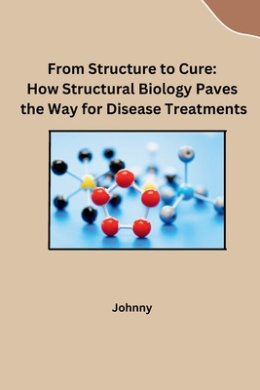 From Structure to Cure:
How Structural Biology Paves
the Way for Disease Treatments
Johnny